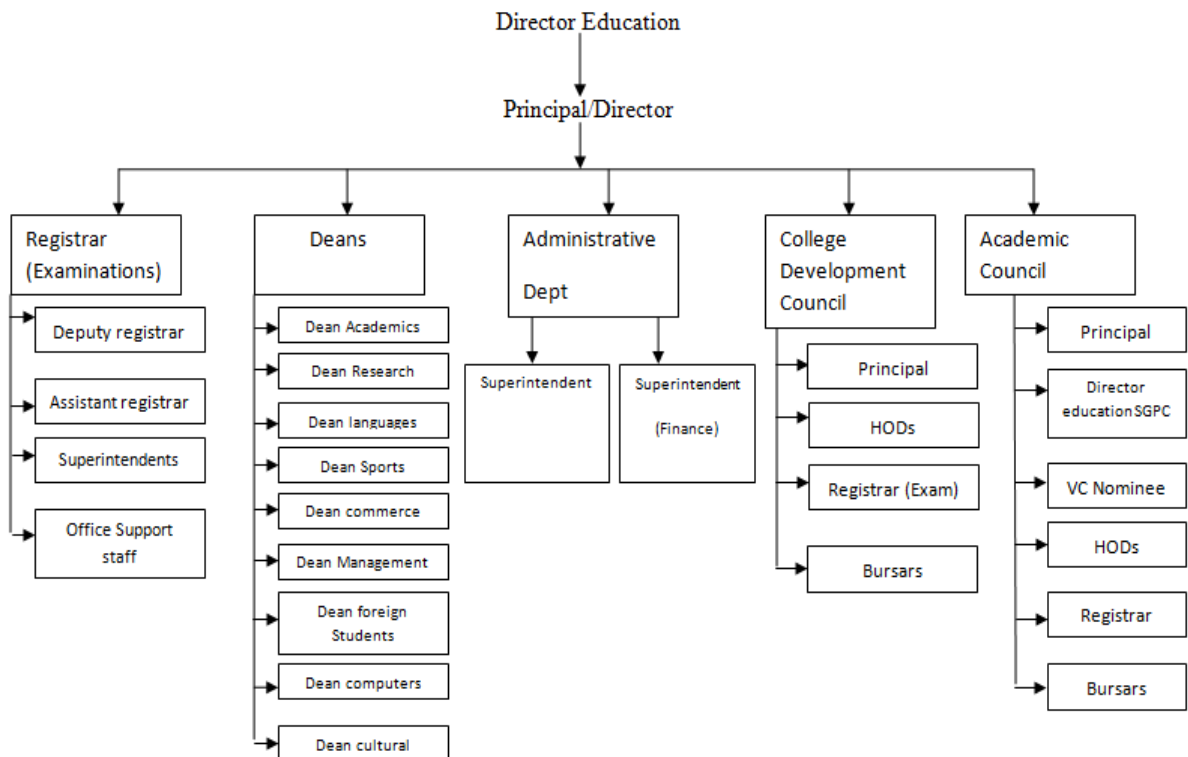 Director Education
Principal/Director
Registrar
(Examinations)
Deputy registrar
Assistant registrar
Superintendents
Office Support
staff
Deans
Dean Academics
Dean Research
Dean languages
Dean Sports
Dean commerce
Dean Management
Dean foreign
Students
Dean computers
Dean cultural
Administrative
Dept
Superintendent
Superintendent
(Finance)
College
Development
Council
Principal
HODs
Registrar (Exam)
Bursars
Academic
Council
Principal
Director
education SGPC
VC Nominee
HODs
Registrar
Bursars